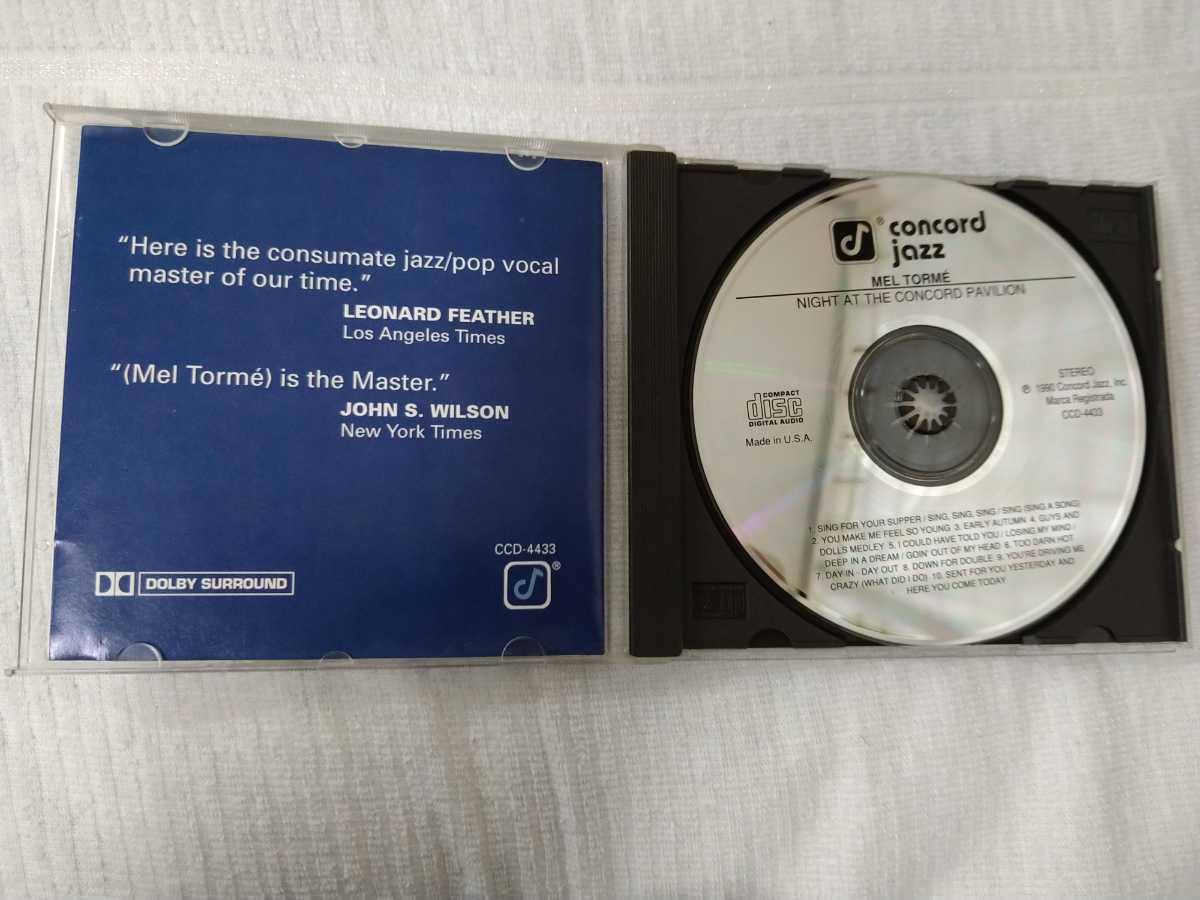 “Here is the consumate jazz/pop vocal
master of our time.”
LEONARD FEATHER
Los Angeles Times
“(Mel Tormé) is the Master.”
JOHN S. WILSON
New York Times
CCD-4433
®
DOLBY SURROUND
® concord
jazz
MEL TORMÉ
NIGHT AT THE CONCORD PAVILION
COMPACT
disc
DIGITAL AUDIO
Made in U.S.A.
STEREO
℗ 1990 Concord Jazz, Inc.
Marca Registrada
CCD-4433
1. SING FOR YOUR SUPPER / SING, SING, SING / SING (SING A SONG)
2. YOU MAKE ME FEEL SO YOUNG 3. EARLY AUTUMN 4. GUYS AND
DOLLS MEDLEY 5. I COULD HAVE TOLD YOU / LOSING MY MIND /
DEEP IN A DREAM / GOIN' OUT OF MY HEAD 6. TOO DARN HOT
7. DAY IN - DAY OUT 8. DOWN FOR DOUBLE 9. YOU'RE DRIVING ME
CRAZY (WHAT DID I DO) 10. SENT FOR YOU YESTERDAY AND
HERE YOU COME TODAY